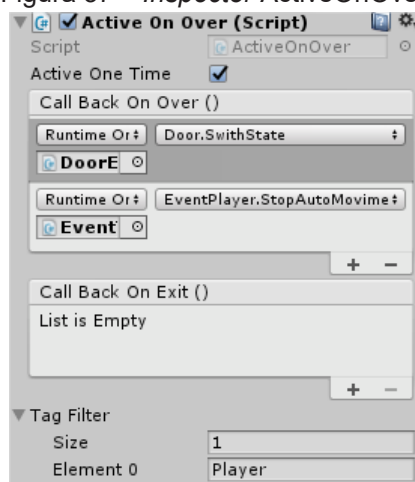 Active On Over (Script)
Script ActiveOnOver
Active One Time
Call Back On Over ()
Runtime Or Door.SwithState
DoorE
Runtime Or EventPlayer.StopAutoMovime
Event
+ −
Call Back On Exit ()
List is Empty
+ −
Tag Filter
Size 1
Element 0 Player